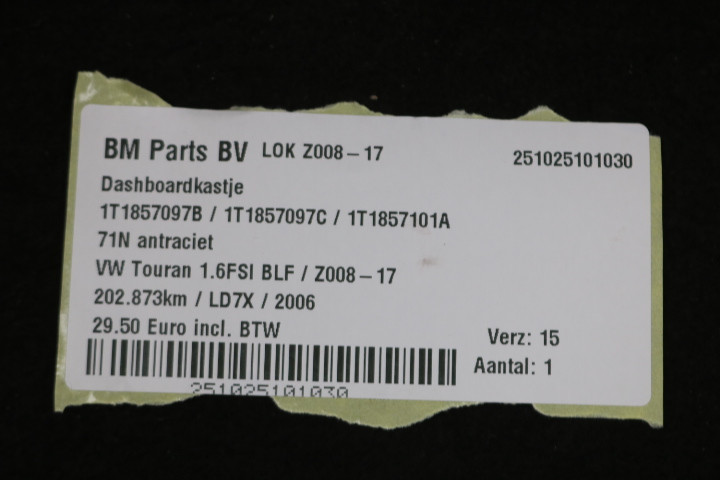 BM Parts BV LOK Z008-17 251025101030
Dashboardkastje
1T1857097B / 1T1857097C / 1T1857101A
71N antraciet
VW Touran 1.6FSI BLF / Z008-17
202.873km / LD7X / 2006
29.50 Euro incl. BTW
Verz: 15
Aantal: 1
251025101030